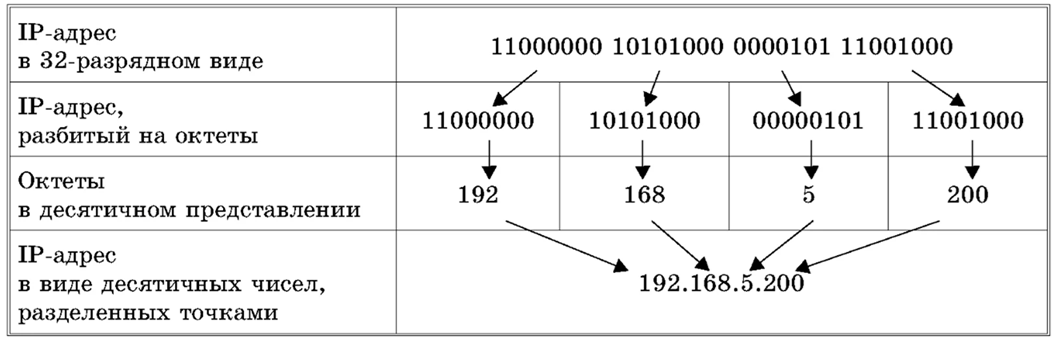 IP-адрес
в 32-разрядном виде
11000000 10101000 0000101 11001000
IP-адрес,
разбитый на октеты
11000000 10101000 00000101 11001000
Октеты
в десятичном представлении
192 168 5 200
IP-адрес
в виде десятичных чисел,
разделенных точками
192.168.5.200